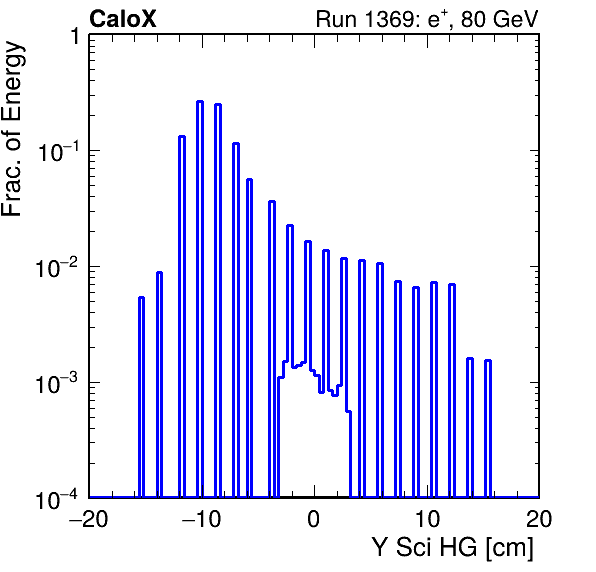 CaloX Run 1369: e⁺, 80 GeV
Frac. of Energy
1
10⁻¹
10⁻²
10⁻³
10⁻⁴
−20 −10 0 10 20
Y Sci HG [cm]